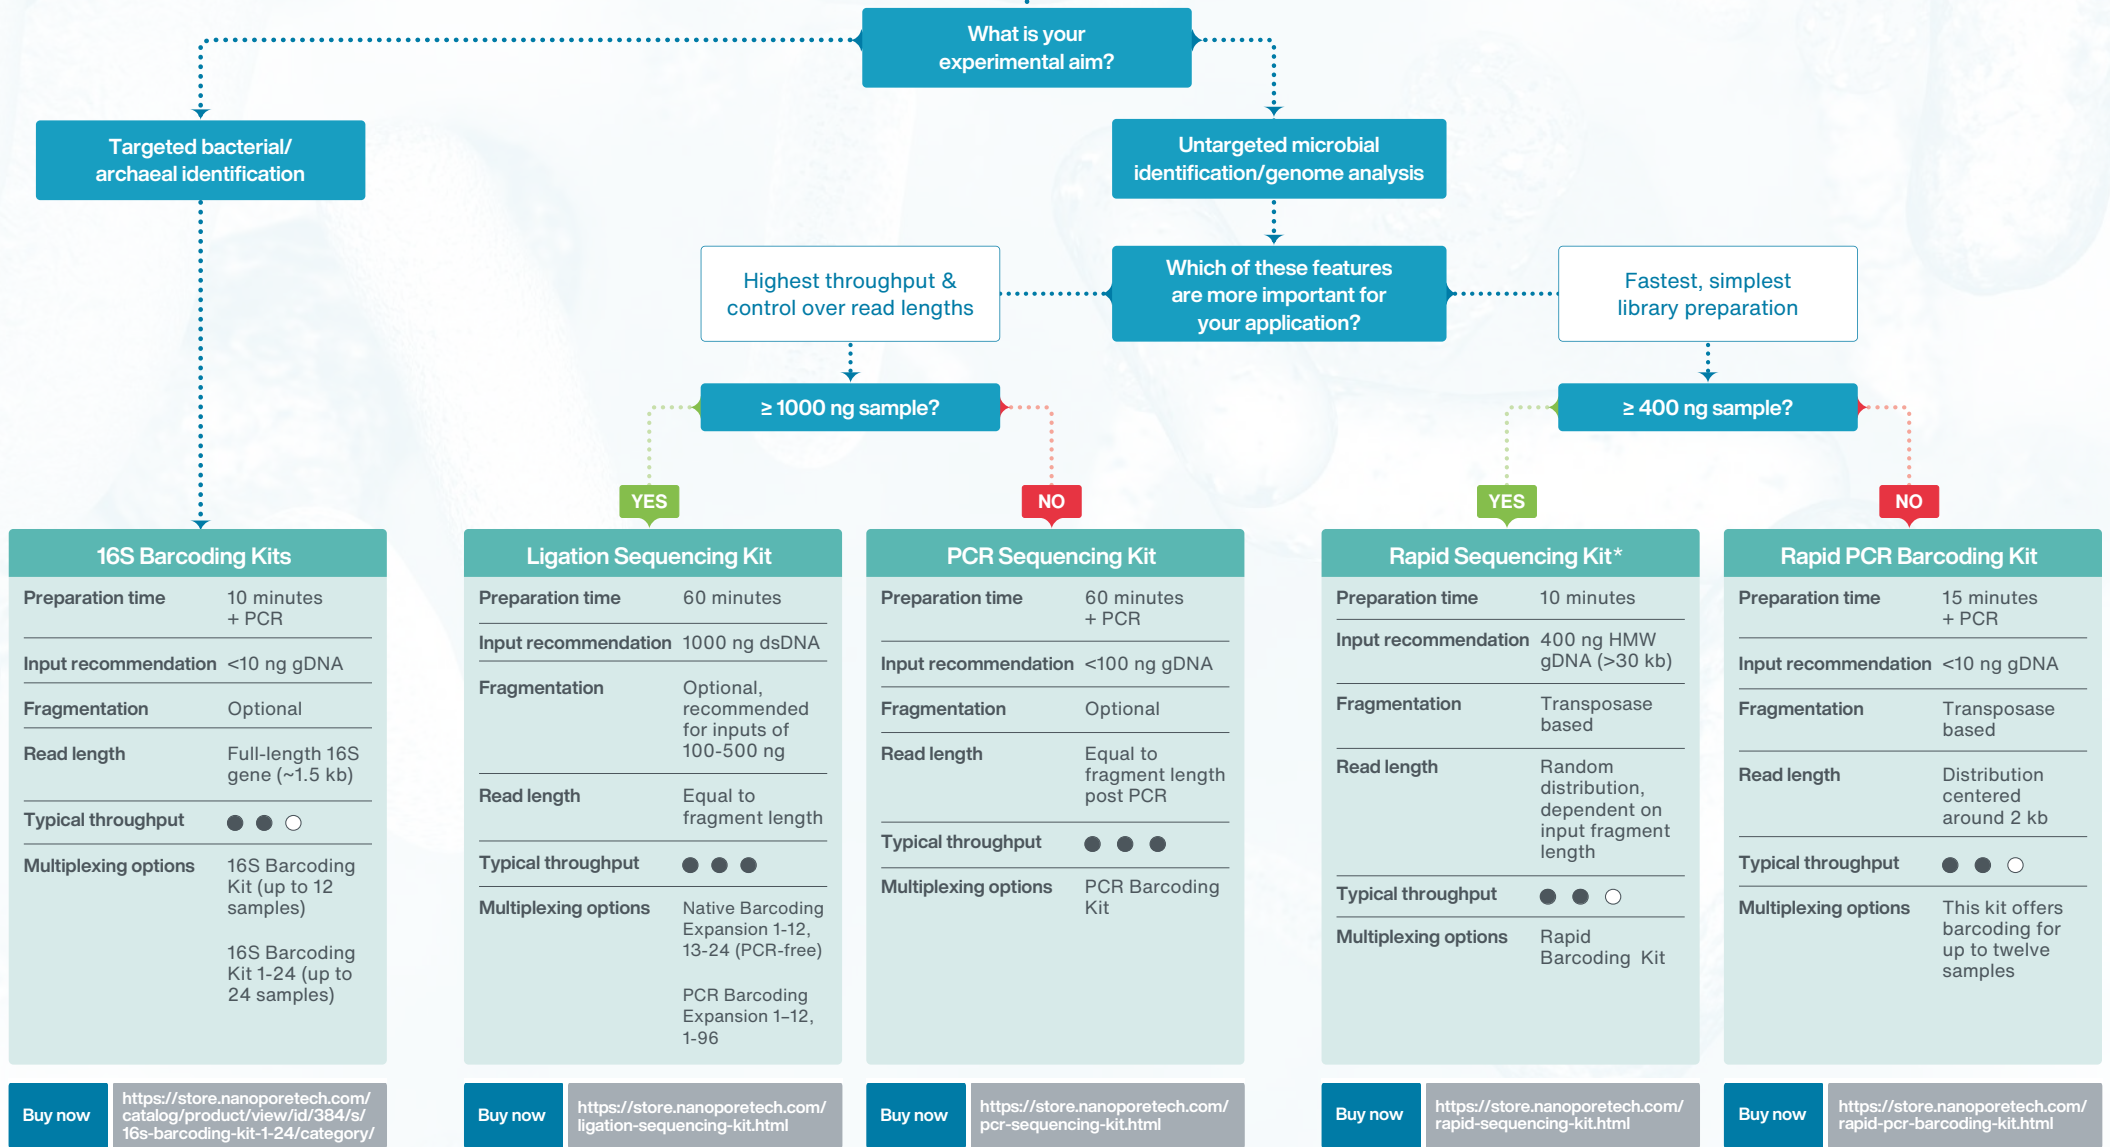 What is your
experimental aim?
Targeted bacterial/
archaeal identification
Untargeted microbial
identification/genome analysis
Highest throughput &
control over read lengths
Which of these features
are more important for
your application?
Fastest, simplest
library preparation
≥ 1000 ng sample?
≥ 400 ng sample?
YES
NO
YES
NO
16S Barcoding Kits
Preparation time 10 minutes
+ PCR
Input recommendation <10 ng gDNA
Fragmentation Optional
Read length Full-length 16S
gene (~1.5 kb)
Typical throughput
Multiplexing options 16S Barcoding
Kit (up to 12
samples)
16S Barcoding
Kit 1-24 (up to
24 samples)
Buy now
https://store.nanoporetech.com/
catalog/product/view/id/384/s/
16s-barcoding-kit-1-24/category/
Ligation Sequencing Kit
Preparation time 60 minutes
Input recommendation 1000 ng dsDNA
Fragmentation Optional,
recommended
for inputs of
100-500 ng
Read length Equal to
fragment length
Typical throughput
Multiplexing options Native Barcoding
Expansion 1-12,
13-24 (PCR-free)
PCR Barcoding
Expansion 1–12,
1-96
Buy now
https://store.nanoporetech.com/
ligation-sequencing-kit.html
PCR Sequencing Kit
Preparation time 60 minutes
+ PCR
Input recommendation <100 ng gDNA
Fragmentation Optional
Read length Equal to
fragment length
post PCR
Typical throughput
Multiplexing options PCR Barcoding
Kit
Buy now
https://store.nanoporetech.com/
pcr-sequencing-kit.html
Rapid Sequencing Kit*
Preparation time 10 minutes
Input recommendation 400 ng HMW
gDNA (>30 kb)
Fragmentation Transposase
based
Read length Random
distribution,
dependent on
input fragment
length
Typical throughput
Multiplexing options Rapid
Barcoding Kit
Buy now
https://store.nanoporetech.com/
rapid-sequencing-kit.html
Rapid PCR Barcoding Kit
Preparation time 15 minutes
+ PCR
Input recommendation <10 ng gDNA
Fragmentation Transposase
based
Read length Distribution
centered
around 2 kb
Typical throughput
Multiplexing options This kit offers
barcoding for
up to twelve
samples
Buy now
https://store.nanoporetech.com/
rapid-pcr-barcoding-kit.html